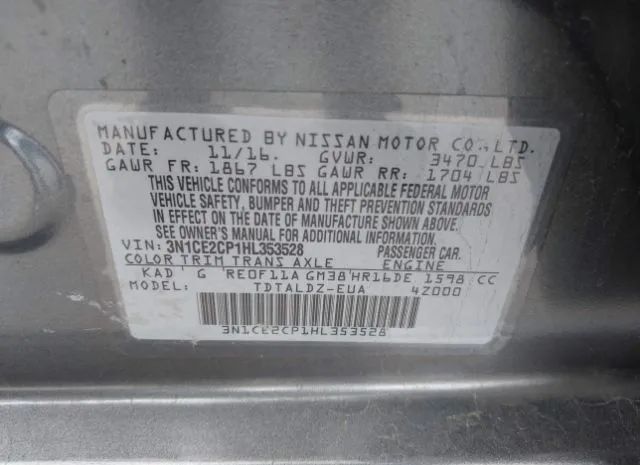 MANUFACTURED BY NISSAN MOTOR CO., LTD.
DATE: 11/16. GVWR: 3470 LBS
GAWR FR: 1867 LBS GAWR RR: 1704 LBS
THIS VEHICLE CONFORMS TO ALL APPLICABLE FEDERAL MOTOR
VEHICLE SAFETY, BUMPER AND THEFT PREVENTION STANDARDS
IN EFFECT ON THE DATE OF MANUFACTURE SHOWN ABOVE.
SEE OWNER'S MANUAL FOR ADDITIONAL INFORMATION.
VIN: 3N1CE2CP1HL353528 PASSENGER CAR.
COLOR TRIM TRANS AXLE ENGINE
KAD ' G 'RE0F11A GM38'HR16DE 1598 CC
MODEL: TDTALDZ-EUA 4Z000
3N1CE2CP1HL353528